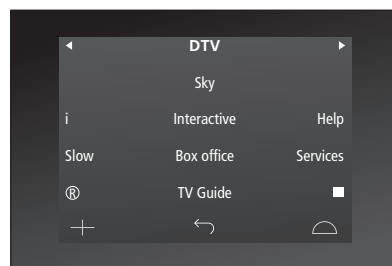 DTV
Sky
i Interactive Help
Slow Box office Services
® TV Guide